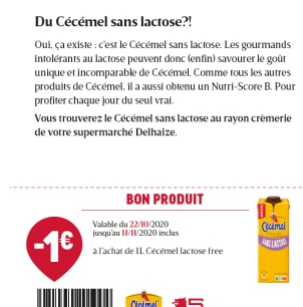 Du Cécémel sans lactose?!
Oui, ça existe : c'est le Cécémel sans lactose. Les gourmands
intolérants au lactose peuvent donc (enfin) savourer le goût
unique et incomparable de Cécémel. Comme tous les autres
produits de Cécémel, il a aussi obtenu un Nutri-Score B. Pour
profiter chaque jour du seul vrai.
Vous trouverez le Cécémel sans lactose au rayon crèmerie
de votre supermarché Delhaize.
BON PRODUIT
-1€
Valable du 22/10/2020
jusqu'au 11/11/2020 inclus
à l'achat de 1L Cécémel lactose free
Cécémel
SANS LACTOSE
Cécémel